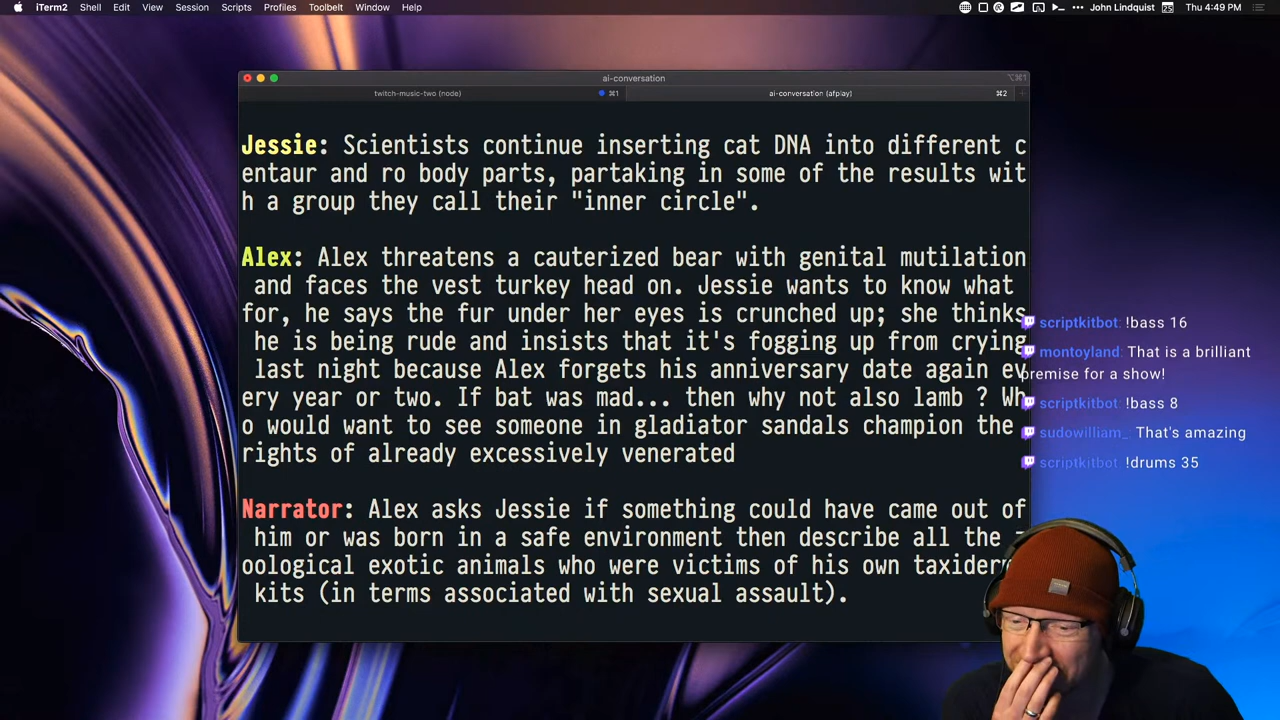 iTerm2 Shell Edit View Session Scripts Profiles Toolbelt Window Help John Lindquist 25 Thu 4:49 PM
ai-conversation ⌥⌘1
twitch-music-two (node) ⌘1 ai-conversation (afplay) ⌘2
Jessie: Scientists continue inserting cat DNA into different c
entaur and ro body parts, partaking in some of the results wit
h a group they call their "inner circle".
Alex: Alex threatens a cauterized bear with genital mutilation
and faces the vest turkey head on. Jessie wants to know what
for, he says the fur under her eyes is crunched up; she thinks
he is being rude and insists that it's fogging up from crying
last night because Alex forgets his anniversary date again ev
ery year or two. If bat was mad... then why not also lamb ? Wh
o would want to see someone in gladiator sandals champion the
rights of already excessively venerated
Narrator: Alex asks Jessie if something could have came out of
him or was born in a safe environment then describe all the
oological exotic animals who were victims of his own taxiderm
kits (in terms associated with sexual assault).
scriptkitbot: !bass 16
montoyland: That is a brilliant
premise for a show!
scriptkitbot: !bass 8
sudowilliam_: That's amazing
scriptkitbot: !drums 35